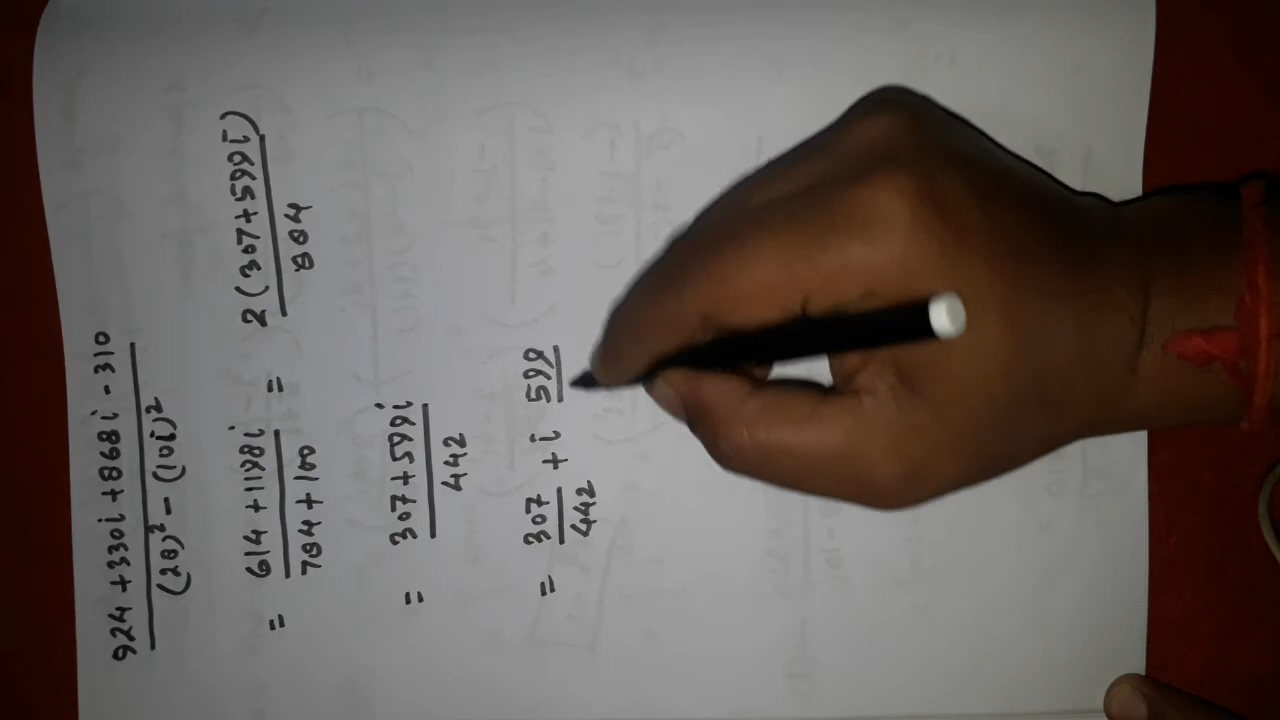 924 + 330i + 868i - 310
(28)² - (10i)²
= 614 + 1198i = 2(307 + 599i)
784 + 100 884
= 307 + 599i
442
= 307 + i 599
442